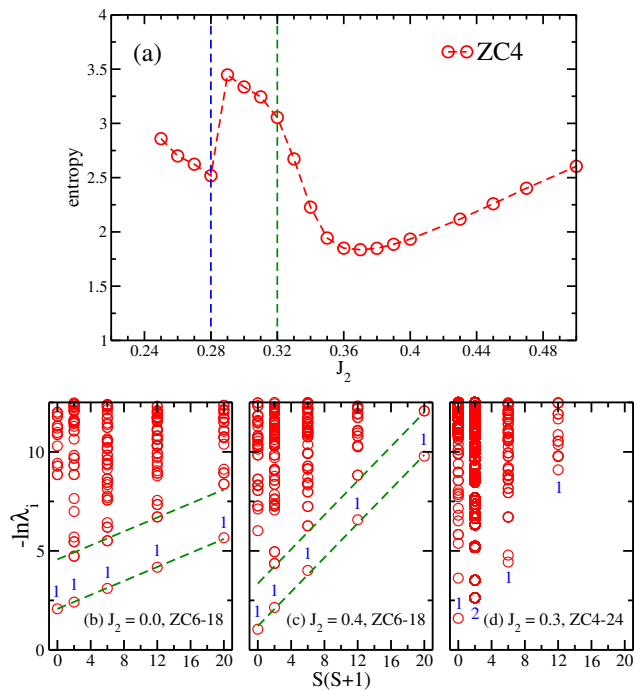 4
(a)
ZC4
3.5
3
entropy
2.5
2
1.5
1
0.24 0.28 0.32 0.36 0.4 0.44 0.48
J2
10
-lnλi
5
0
1 1 1 1 1
(b) J2 = 0.0, ZC6-18
0 4 8 12 16 20
1 1 1 1 1
(c) J2 = 0.4, ZC6-18
0 4 8 12 16 20
S(S+1)
1 2 1 1
(d) J2 = 0.3, ZC4-24
0 4 8 12 16 20